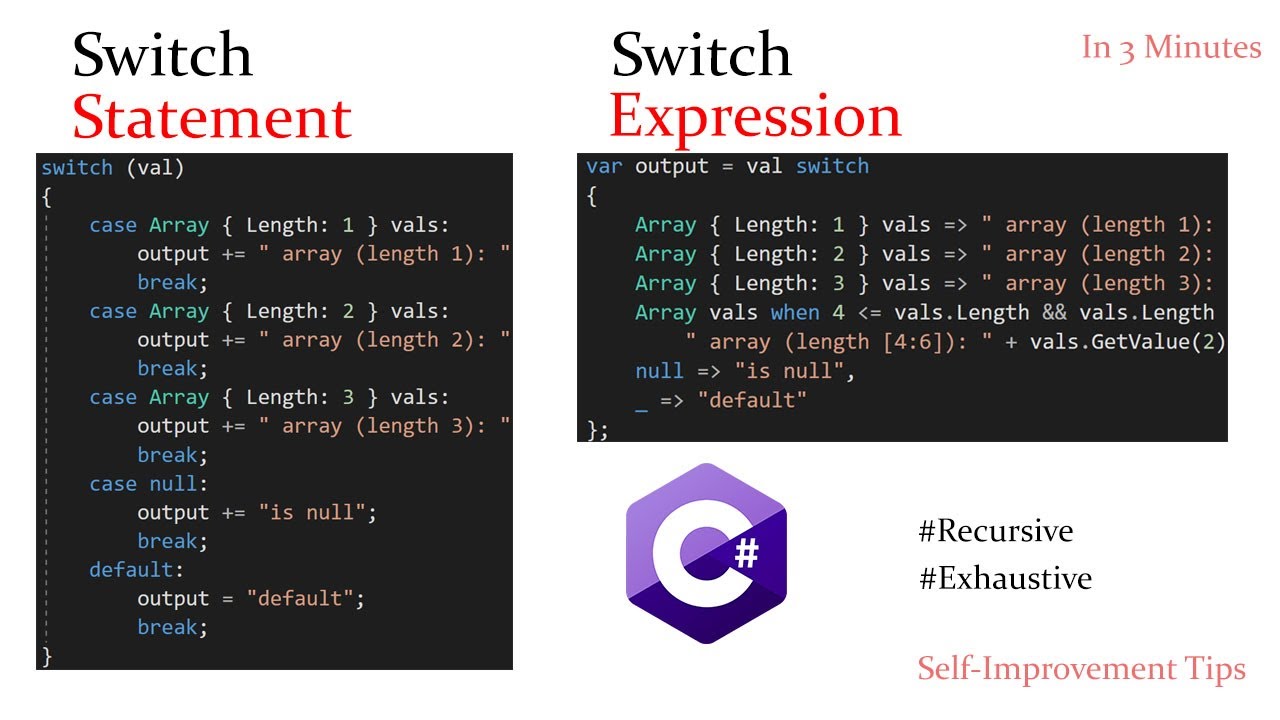 Switch
Statement
switch (val)
{
case Array { Length: 1 } vals:
output += " array (length 1): "
break;
case Array { Length: 2 } vals:
output += " array (length 2): "
break;
case Array { Length: 3 } vals:
output += " array (length 3): "
break;
case null:
output += "is null";
break;
default:
output = "default";
break;
}
Switch
Expression
var output = val switch
{
Array { Length: 1 } vals => " array (length 1):
Array { Length: 2 } vals => " array (length 2):
Array { Length: 3 } vals => " array (length 3):
Array vals when 4 <= vals.Length && vals.Length
" array (length [4:6]): " + vals.GetValue(2)
null => "is null",
_ => "default"
};
In 3 Minutes
C#
#Recursive
#Exhaustive
Self-Improvement Tips